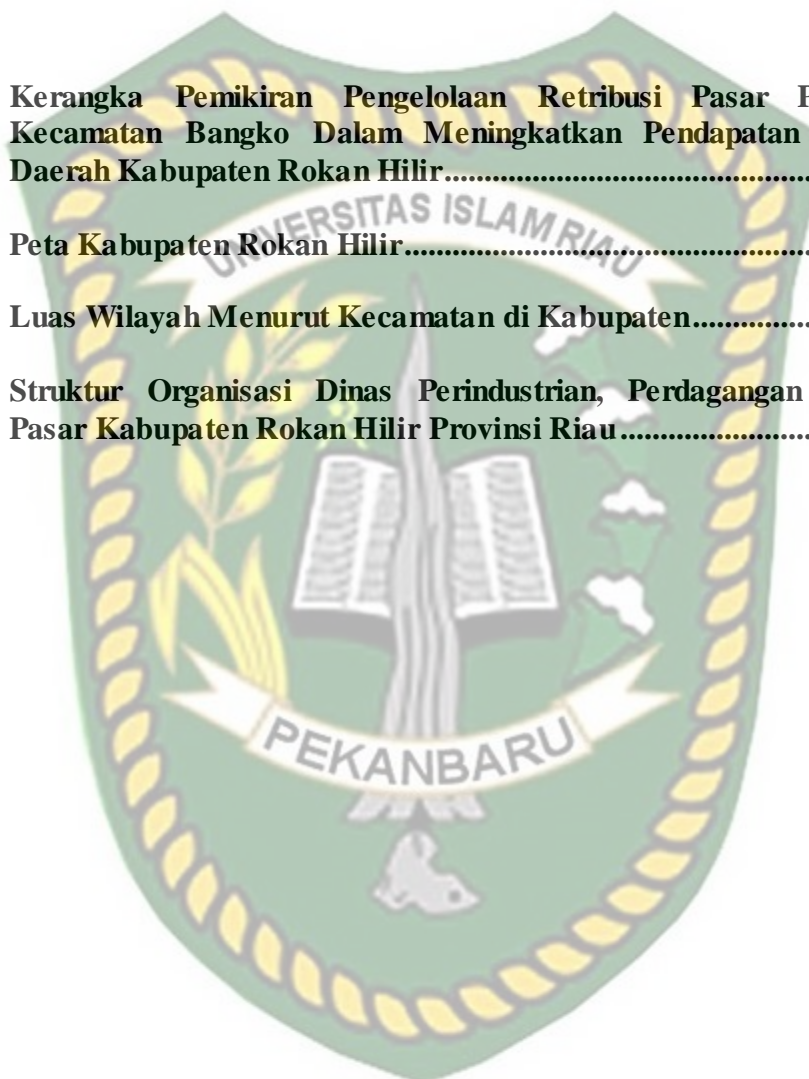 Kerangka Pemikiran Pengelolaan Retribusi Pasar
Kecamatan Bangko Dalam Meningkatkan Pendapatan
Daerah Kabupaten Rokan Hilir..............................................
UNIVERSITAS ISLAM RIAU
Peta Kabupaten Rokan Hilir...................................................
Luas Wilayah Menurut Kecamatan di Kabupaten...............
Struktur Organisasi Dinas Perindustrian, Perdagangan
Pasar Kabupaten Rokan Hilir Provinsi Riau........................
PEKANBARU